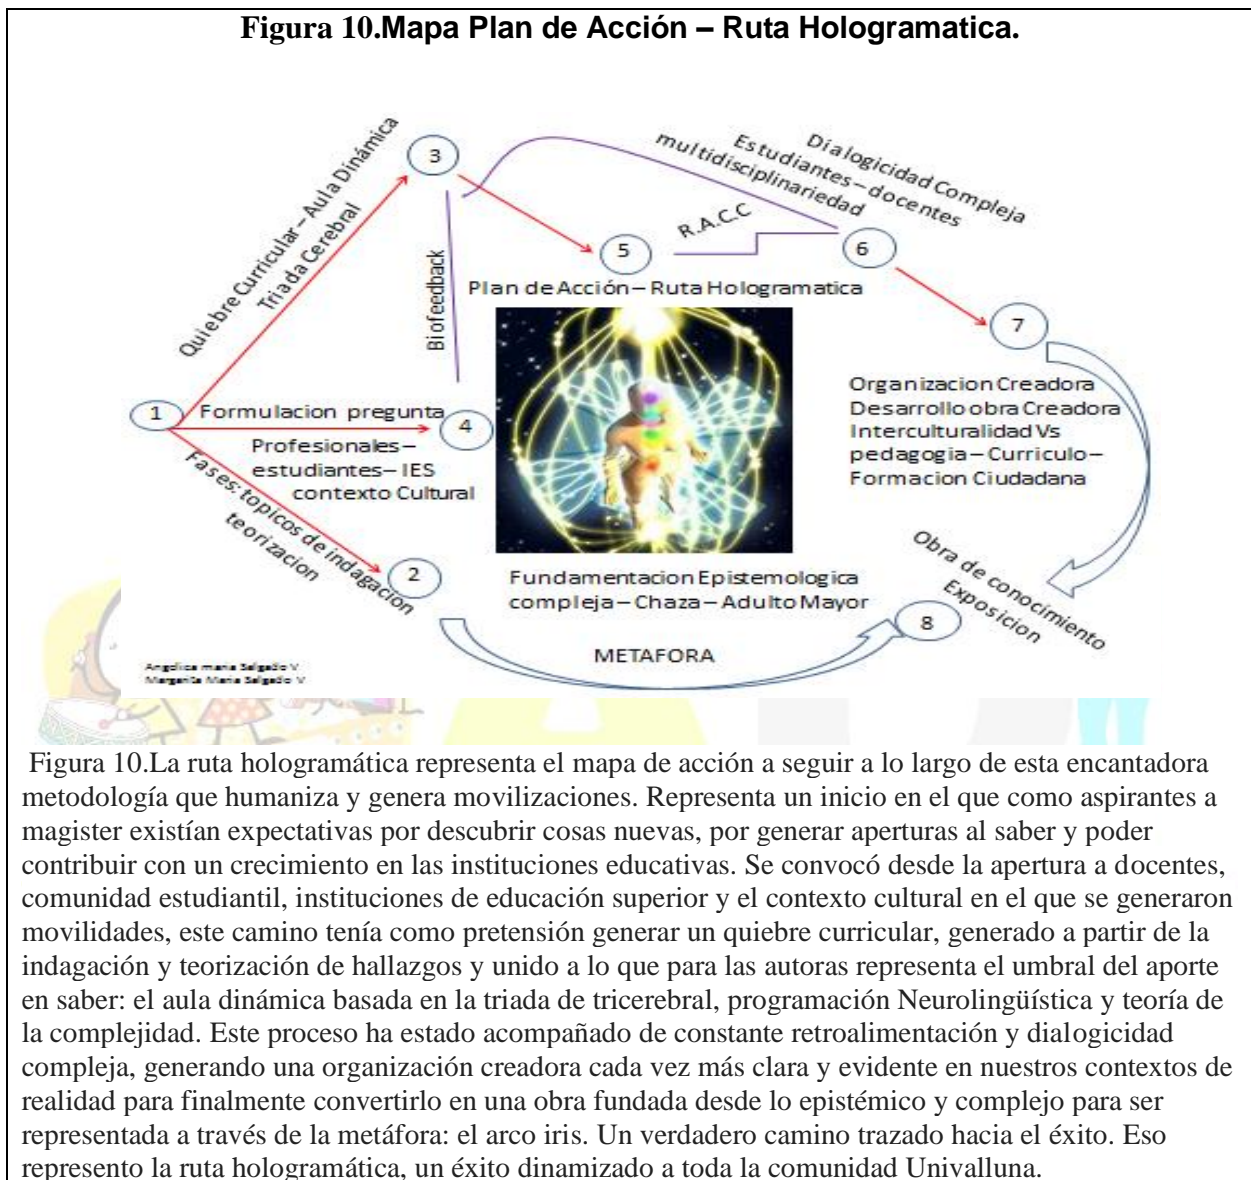 Figura 10.Mapa Plan de Acción – Ruta Hologramatica.
Quiebre Curricular – Aula Dinámica
Triada Cerebral
3
Dialogicidad Compleja
Estudiantes – docentes
multidisciplinariedad
R.A.C.C
5
6
Plan de Acción – Ruta Hologramatica
Biofeedback
7
1
Formulacion pregunta
4
Profesionales –
estudiantes – IES
contexto Cultural
Organizacion Creadora
Desarrollo obra Creadora
Interculturalidad Vs
pedagogia – Curriculo –
Formacion Ciudadana
Fases: topicos de indagacion
teorizacion
2
Fundamentacion Epistemologica
compleja – Chaza – Adulto Mayor
Obra de conocimiento
Exposicion
8
METAFORA
Angelica maria Salgado V
Margarita Maria Salgado V
Figura 10.La ruta hologramática representa el mapa de acción a seguir a lo largo de esta encantadora
metodología que humaniza y genera movilizaciones. Representa un inicio en el que como aspirantes a
magister existían expectativas por descubrir cosas nuevas, por generar aperturas al saber y poder
contribuir con un crecimiento en las instituciones educativas. Se convocó desde la apertura a docentes,
comunidad estudiantil, instituciones de educación superior y el contexto cultural en el que se generaron
movilidades, este camino tenía como pretensión generar un quiebre curricular, generado a partir de la
indagación y teorización de hallazgos y unido a lo que para las autoras representa el umbral del aporte
en saber: el aula dinámica basada en la triada de tricerebral, programación Neurolingüística y teoría de
la complejidad. Este proceso ha estado acompañado de constante retroalimentación y dialogicidad
compleja, generando una organización creadora cada vez más clara y evidente en nuestros contextos de
realidad para finalmente convertirlo en una obra fundada desde lo epistémico y complejo para ser
representada a través de la metáfora: el arco iris. Un verdadero camino trazado hacia el éxito. Eso
represento la ruta hologramática, un éxito dinamizado a toda la comunidad Univalluna.